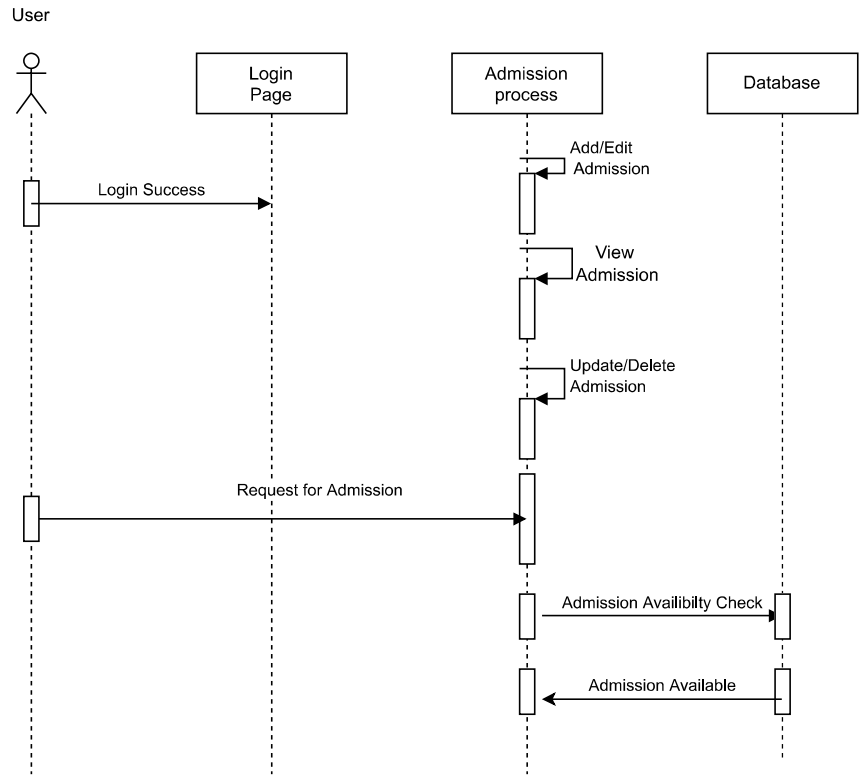 User
Login
Page
Admission
process
Database
Add/Edit
Admission
Login Success
View
Admission
Update/Delete
Admission
Request for Admission
Admission Availibilty Check
Admission Available